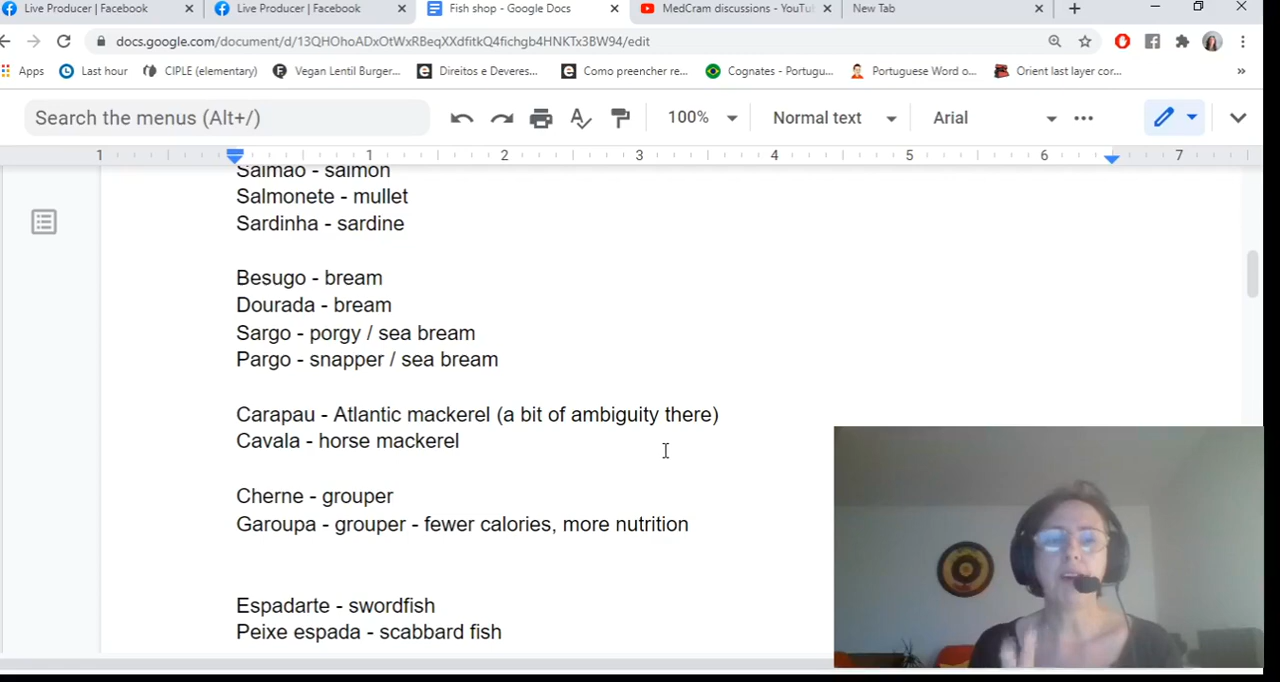 Live Producer | Facebook
Live Producer | Facebook
Fish shop - Google Docs
MedCram discussions - YouTu
New Tab
docs.google.com/document/d/13QHOhoADxOtWxRBeqXXdfitkQ4fichgb4HNKTx3BW94/edit
Apps
Last hour
CIPLE (elementary)
Vegan Lentil Burger...
Direitos e Deveres...
Como preencher re...
Cognates - Portugu...
Portuguese Word o...
Orient last layer cor...
Search the menus (Alt+/)
100%
Normal text
Arial
1 1 2 3 4 5 6 7
Salmão - salmon
Salmonete - mullet
Sardinha - sardine
Besugo - bream
Dourada - bream
Sargo - porgy / sea bream
Pargo - snapper / sea bream
Carapau - Atlantic mackerel (a bit of ambiguity there)
Cavala - horse mackerel
Cherne - grouper
Garoupa - grouper - fewer calories, more nutrition
Espadarte - swordfish
Peixe espada - scabbard fish